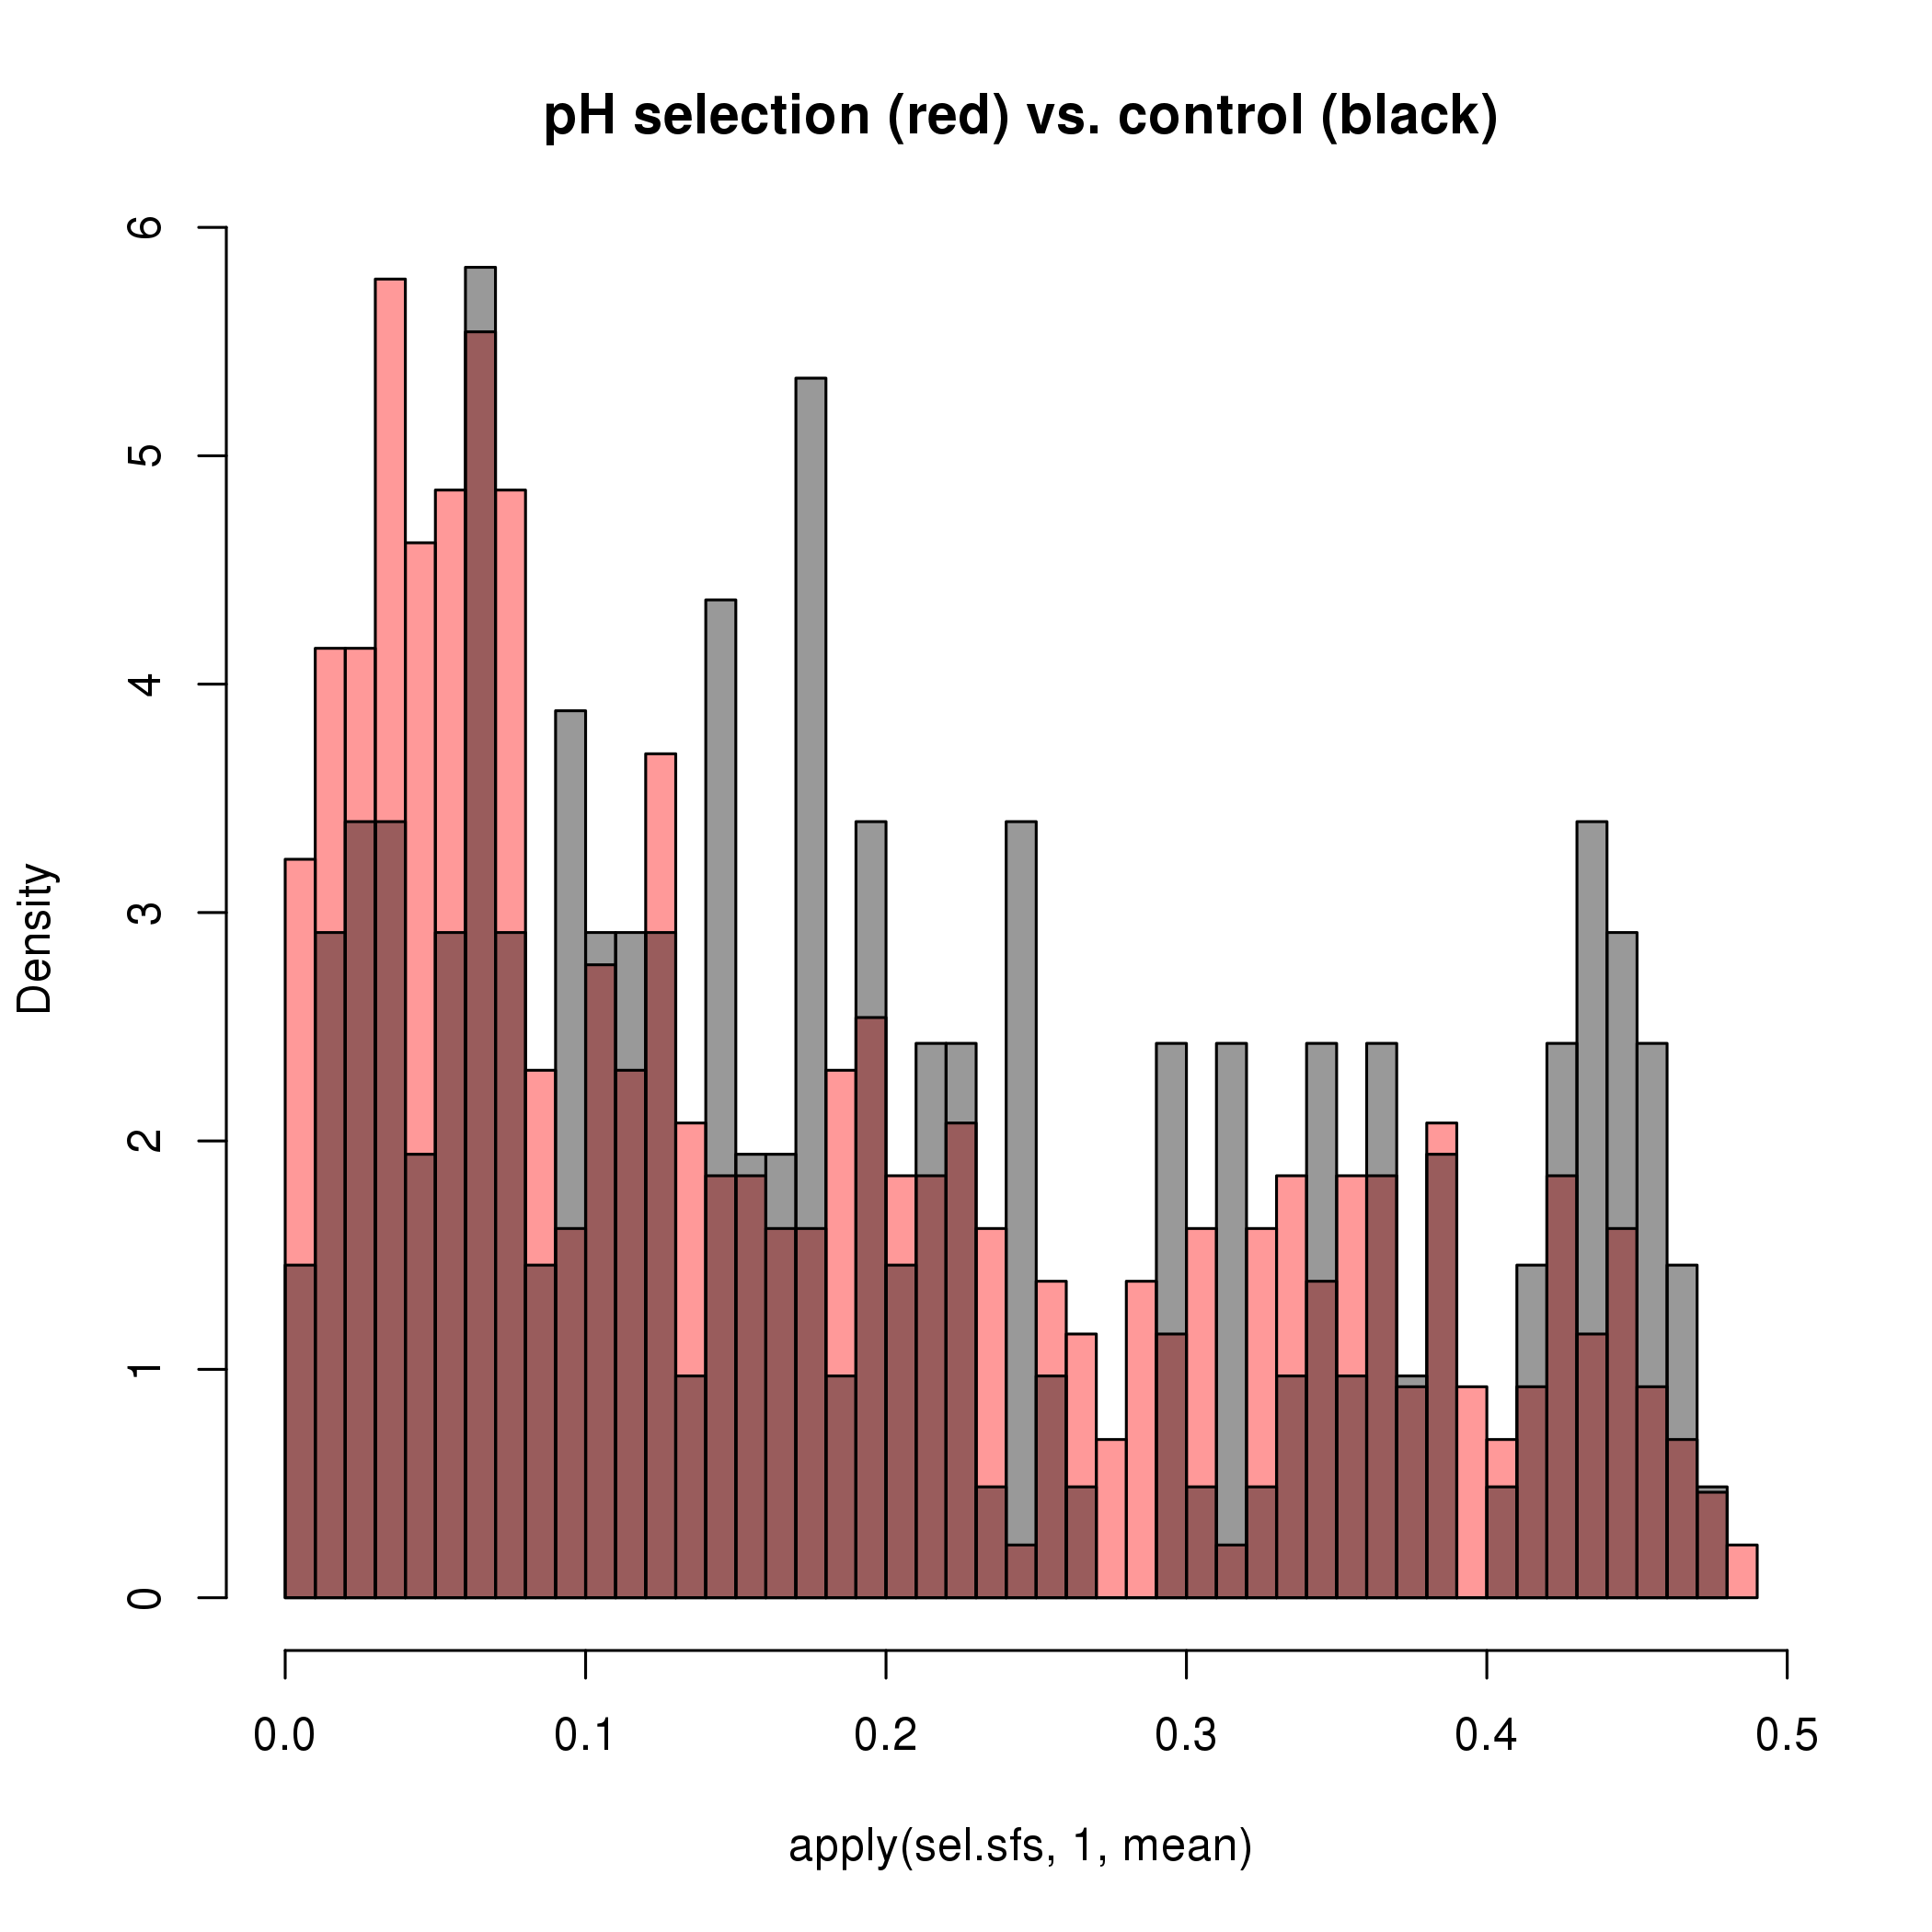 pH selection (red) vs. control (black)
6
5
4
3
2
1
0
Density
0.0 0.1 0.2 0.3 0.4 0.5
apply(sel.sfs, 1, mean)